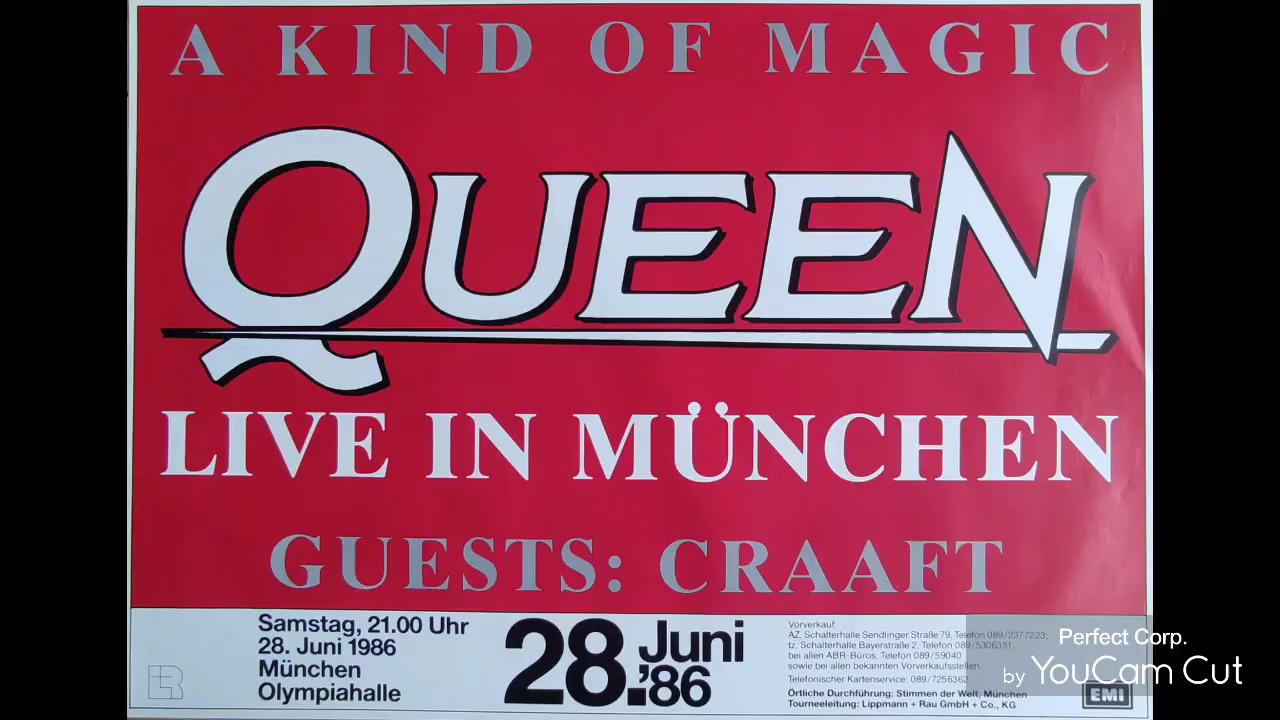 A KIND OF MAGIC
QUEEN
LIVE IN MÜNCHEN
GUESTS: CRAAFT
Samstag, 21.00 Uhr
28. Juni 1986
München
Olympiahalle
28. Juni '86
Vorverkauf.
AZ, Schalterhalle Sendlinger Straße 79, Telefon 089/2377223;
tz, Schalterhalle Bayerstraße 2, Telefon 089/5306351;
bei allen ABR-Büros, Telefon 089/59040
sowie bei allen bekannten Vorverkaufsstellen.
Telefonischer Kartenservice: 089/7256362
Örtliche Durchführung: Stimmen der Welt, München
Tourneeleitung: Lippmann + Rau GmbH + Co., KG
EMI
LR
Perfect Corp.
by YouCam Cut